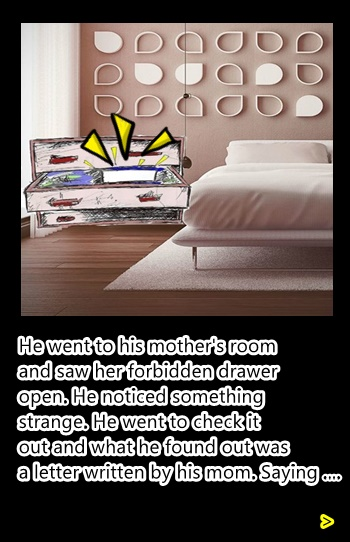 He went to his mother's room
and saw her forbidden drawer
open. He noticed something
strange. He went to check it
out and what he found out was
a letter written by his mom. Saying ....
>